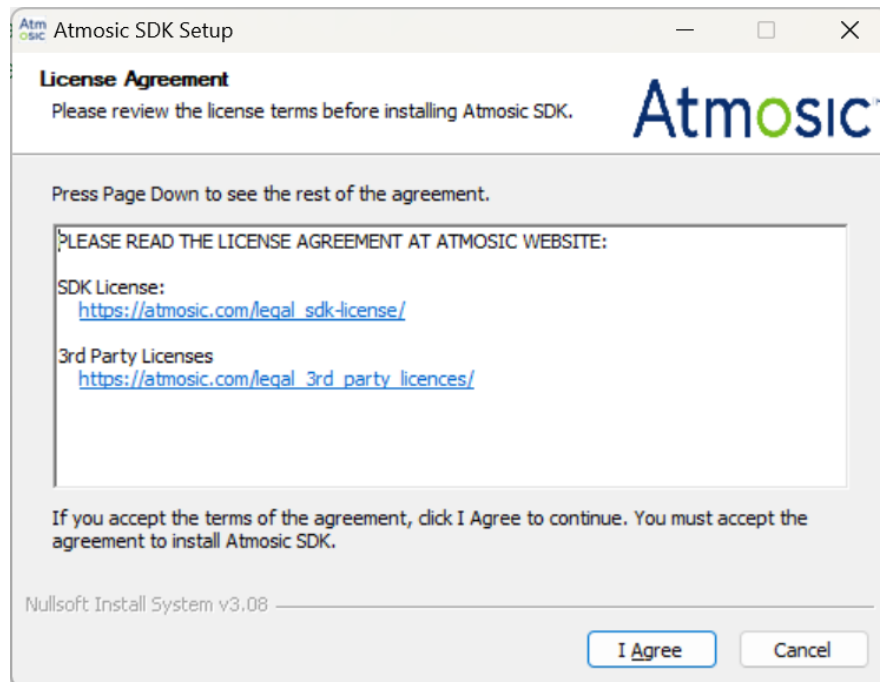 Atmosic Atmosic SDK Setup
License Agreement
Please review the license terms before installing Atmosic SDK.
Atmosic
Press Page Down to see the rest of the agreement.
PLEASE READ THE LICENSE AGREEMENT AT ATMOSIC WEBSITE:
SDK License:
https://atmosic.com/legal_sdk-license/
3rd Party Licenses
https://atmosic.com/legal_3rd_party_licences/
If you accept the terms of the agreement, click I Agree to continue. You must accept the
agreement to install Atmosic SDK.
Nullsoft Install System v3.08
I Agree Cancel